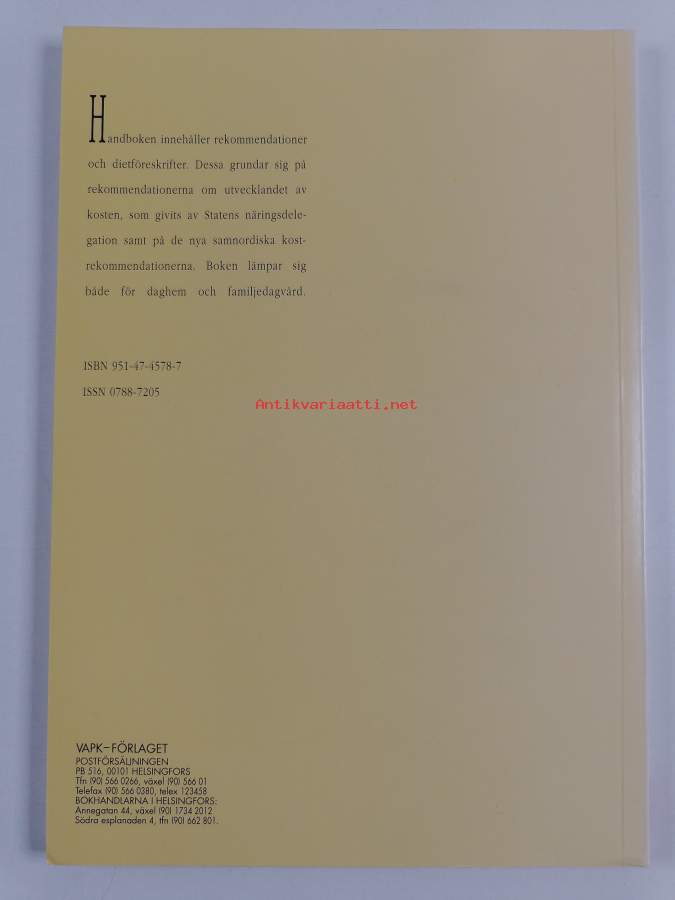 Handboken innehåller rekommendationer
och dietföreskrifter. Dessa grundar sig på
rekommendationerna om utvecklandet av
kosten, som givits av Statens näringsdele-
gation samt på de nya samnordiska kost-
rekommendationerna. Boken lämpar sig
både för daghem och familjedagvård.
ISBN 951-47-4578-7
ISSN 0788-7205
Antikvariaatti.net
VAPK-FÖRLAGET
POSTFÖRSÄLJNINGEN
PB 516, 00101 HELSINGFORS
Tfn (90) 566 0266, växel (90) 566 01
Telefax (90) 566 0380, telex 123458
BOKHANDLARNA I HELSINGFORS:
Annegatan 44, växel (90) 1734 2012
Södra esplanaden 4, tfn (90) 662 801.